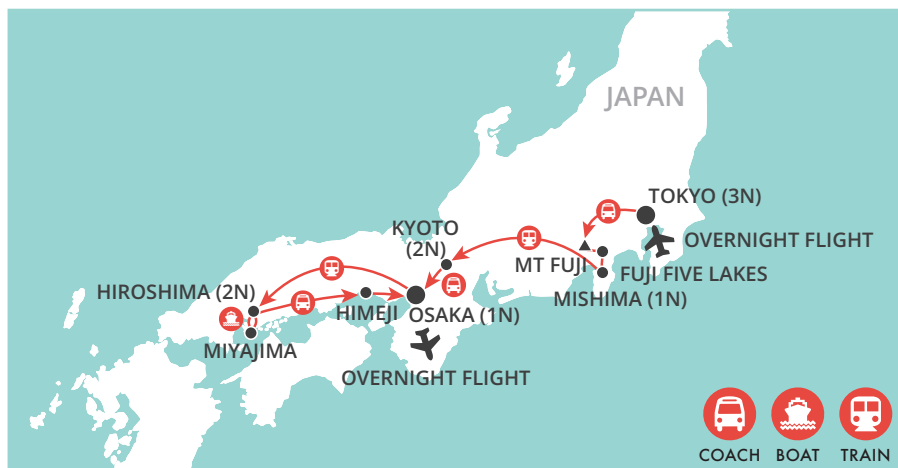 JAPAN
TOKYO (3N)
OVERNIGHT FLIGHT
KYOTO
(2N)
MT FUJI
FUJI FIVE LAKES
MISHIMA (1N)
HIROSHIMA (2N)
HIMEJI
OSAKA (1N)
MIYAJIMA
OVERNIGHT FLIGHT
COACH
BOAT
TRAIN